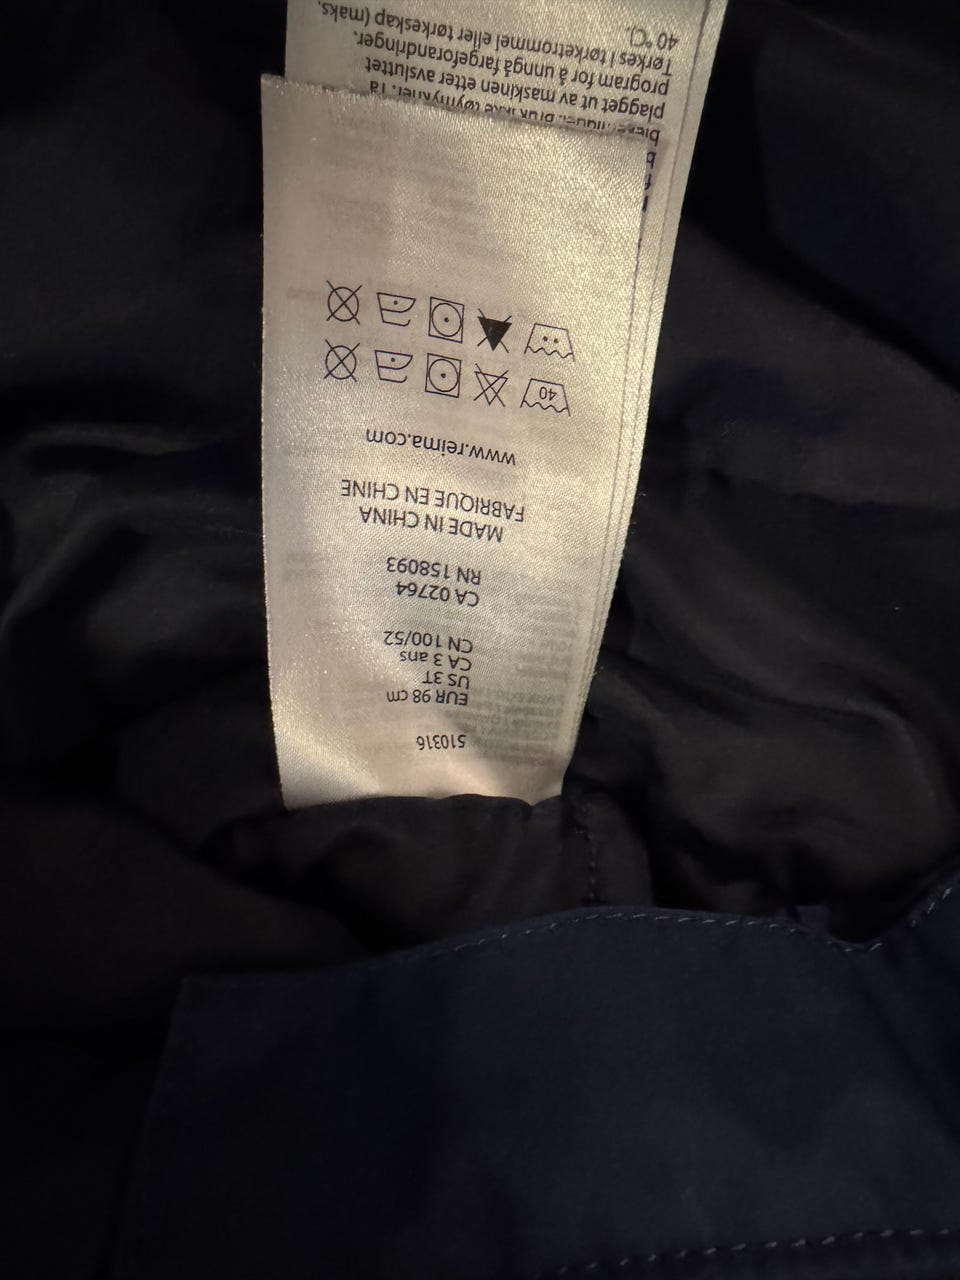 510316
EUR 98 cm
US 3T
CA 3 ans
CN 100/52
CA 02764
RN 158093
MADE IN CHINA
FABRIQUE EN CHINE
www.reima.com
40
plagget ut av maskinen etter avsluttet
program for å unngå fargeforandringer.
Tørkes i tørketrommel eller tørkeskap (maks.
40 °C).